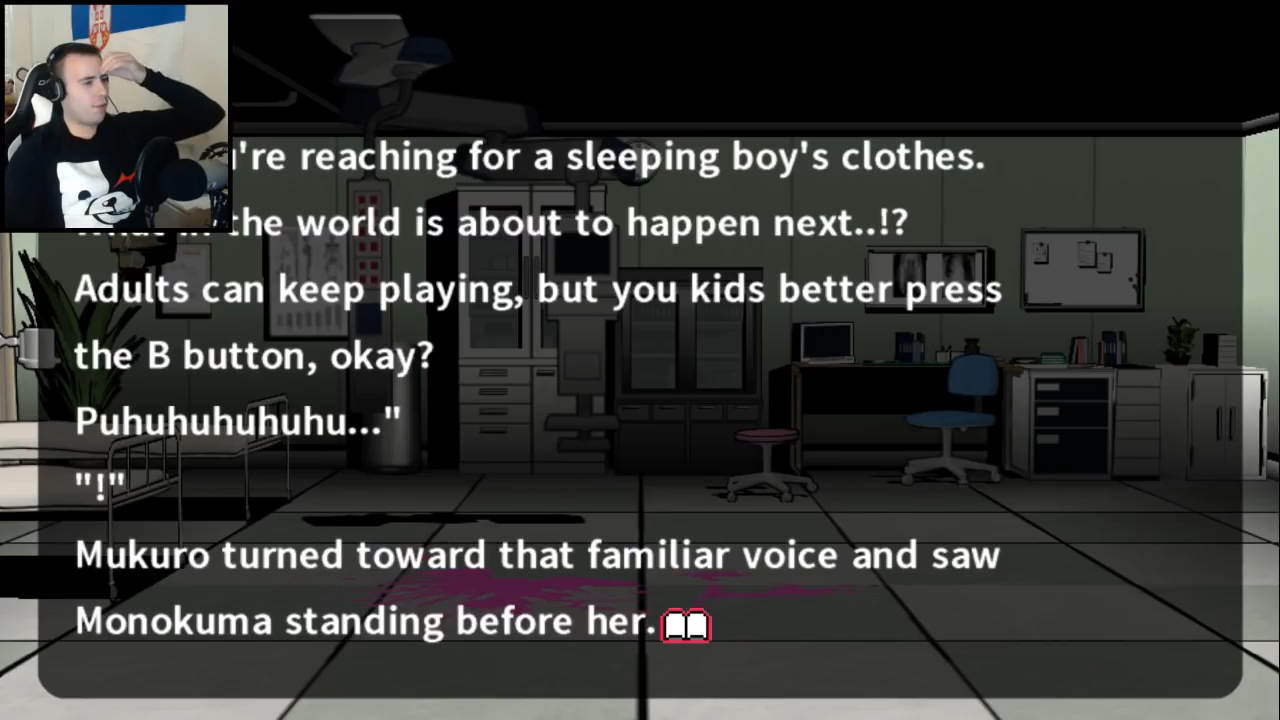 're reaching for a sleeping boy's clothes.
the world is about to happen next..!?
Adults can keep playing, but you kids better press
the B button, okay?
Puhuhuhuhuhu..."
"!"
Mukuro turned toward that familiar voice and saw
Monokuma standing before her.